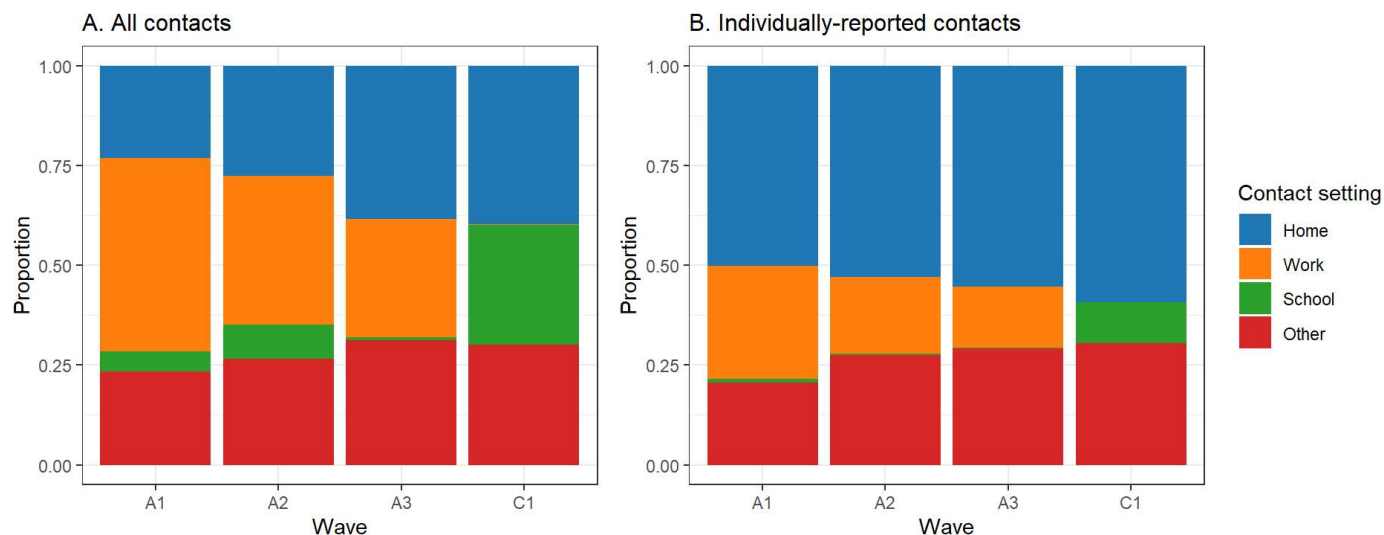 A. All contacts
1.00
0.75
0.50
0.25
0.00
Proportion
A1
A2
A3
C1
Wave
B. Individually-reported contacts
1.00
0.75
0.50
0.25
0.00
Proportion
A1
A2
A3
C1
Wave
Contact setting
Home
Work
School
Other